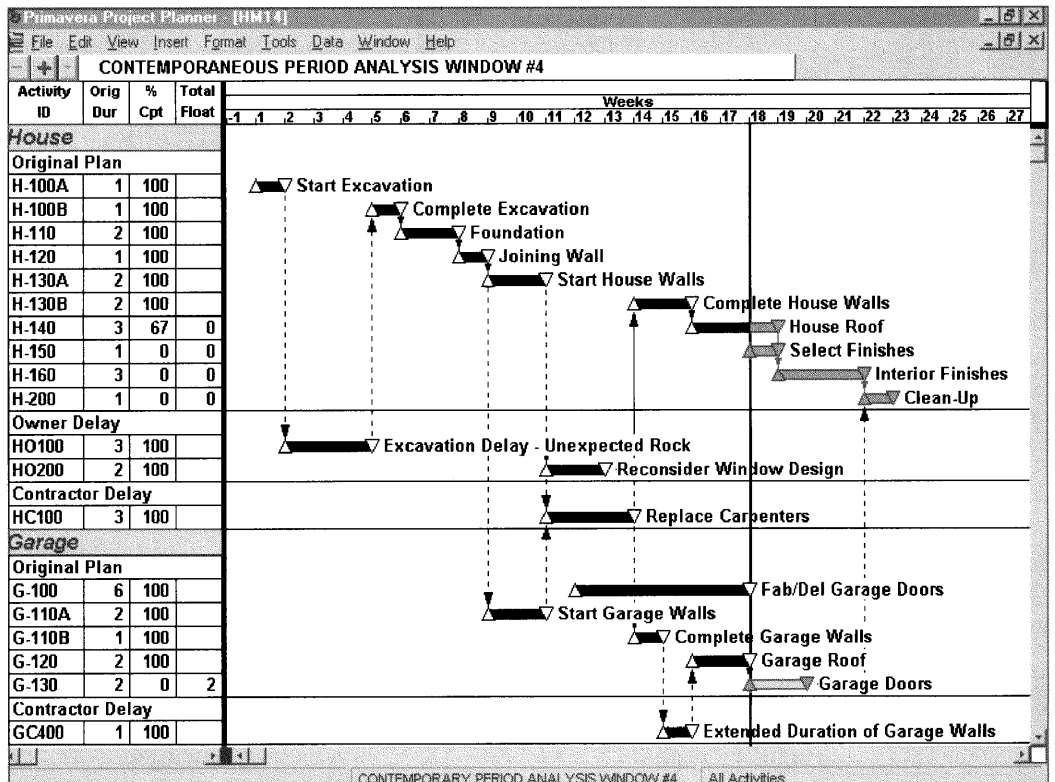 Primavera Project Planner - [HM14]
File Edit View Insert Format Tools Data Window Help
CONTEMPORANEOUS PERIOD ANALYSIS WINDOW #4
Activity ID Orig Dur % Cpt Total Float
Weeks
-1 1 2 3 4 5 6 7 8 9 10 11 12 13 14 15 16 17 18 19 20 21 22 23 24 25 26 27
House
Original Plan
H-100A 1 100 Start Excavation
H-100B 1 100 Complete Excavation
H-110 2 100 Foundation
H-120 1 100 Joining Wall
H-130A 2 100 Start House Walls
H-130B 2 100 Complete House Walls
H-140 3 67 0 House Roof
H-150 1 0 0 Select Finishes
H-160 3 0 0 Interior Finishes
H-200 1 0 0 Clean-Up
Owner Delay
HO100 3 100 Excavation Delay - Unexpected Rock
HO200 2 100 Reconsider Window Design
Contractor Delay
HC100 3 100 Replace Carpenters
Garage
Original Plan
G-100 6 100 Fab/Del Garage Doors
G-110A 2 100 Start Garage Walls
G-110B 1 100 Complete Garage Walls
G-120 2 100 Garage Roof
G-130 2 0 2 Garage Doors
Contractor Delay
GC400 1 100 Extended Duration of Garage Walls
CONTEMPORARY PERIOD ANALYSIS WINDOW #4 All Activities